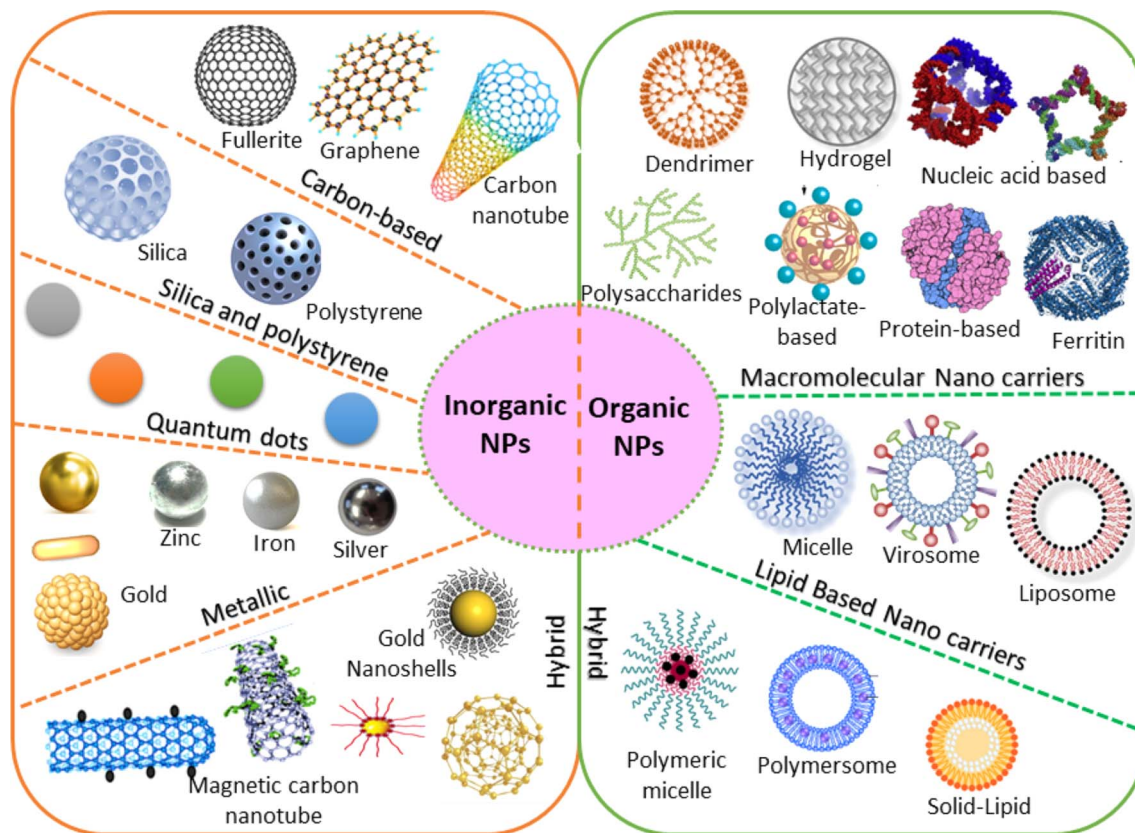 Fullerite
Graphene
Carbon
nanotube
Carbon-based
Silica
Polystyrene
Silica and polystyrene
Quantum dots
Zinc
Iron
Silver
Gold
Metallic
Gold
Nanoshells
Magnetic carbon
nanotube
Hybrid
Inorganic
NPs
Organic
NPs
Dendrimer
Hydrogel
Nucleic acid based
Polysaccharides
Polylactate-
based
Protein-based
Ferritin
Macromolecular Nano carriers
Micelle
Virosome
Liposome
Lipid Based Nano carriers
Hybrid
Polymeric
micelle
Polymersome
Solid-Lipid